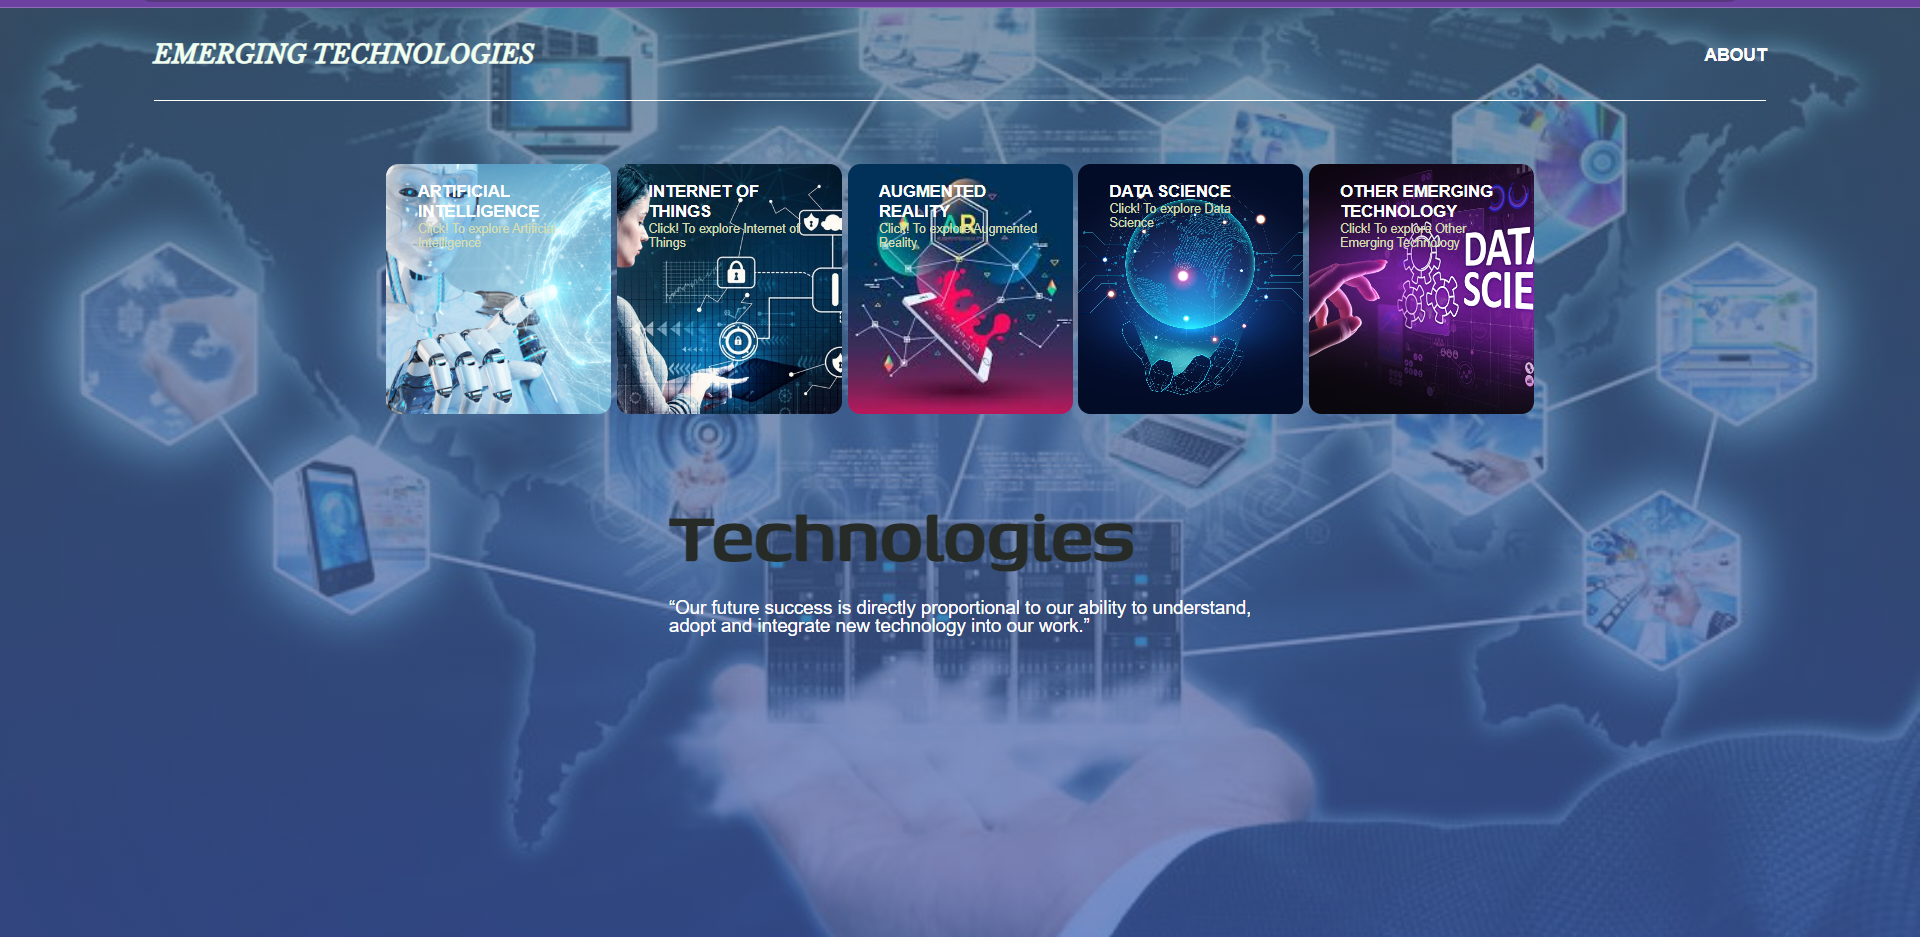 EMERGING TECHNOLOGIES
ABOUT
ARTIFICIAL
INTELLIGENCE
Click! To explore Artificial
Intelligence
INTERNET OF
THINGS
Click! To explore Internet of
Things
AUGMENTED
REALITY
Click! To explore Augmented
Reality
AR
DATA SCIENCE
Click! To explore Data
Science
OTHER EMERGING
TECHNOLOGY
Click! To explore Other
Emerging Technology
DATA
SCIE
Technologies
“Our future success is directly proportional to our ability to understand,
adopt and integrate new technology into our work.”